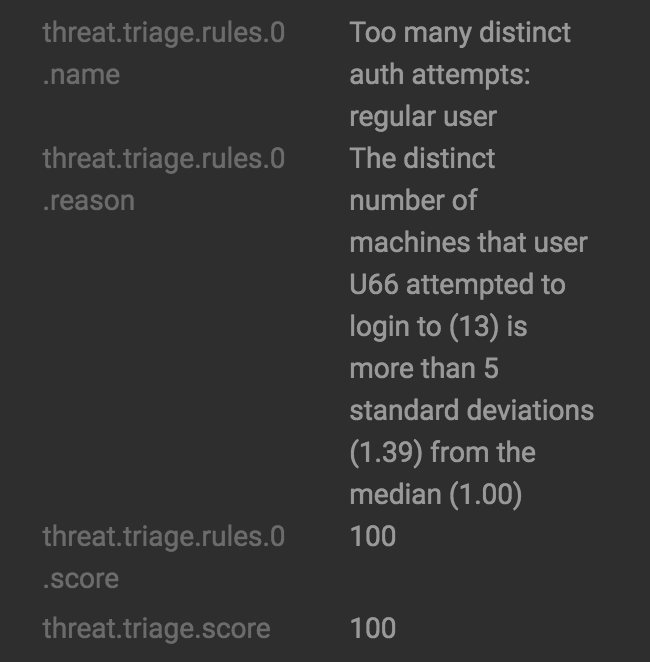 threat.triage.rules.0 Too many distinct
.name auth attempts:
regular user
threat.triage.rules.0 The distinct
.reason number of
machines that user
U66 attempted to
login to (13) is
more than 5
standard deviations
(1.39) from the
median (1.00)
threat.triage.rules.0 100
.score
threat.triage.score 100